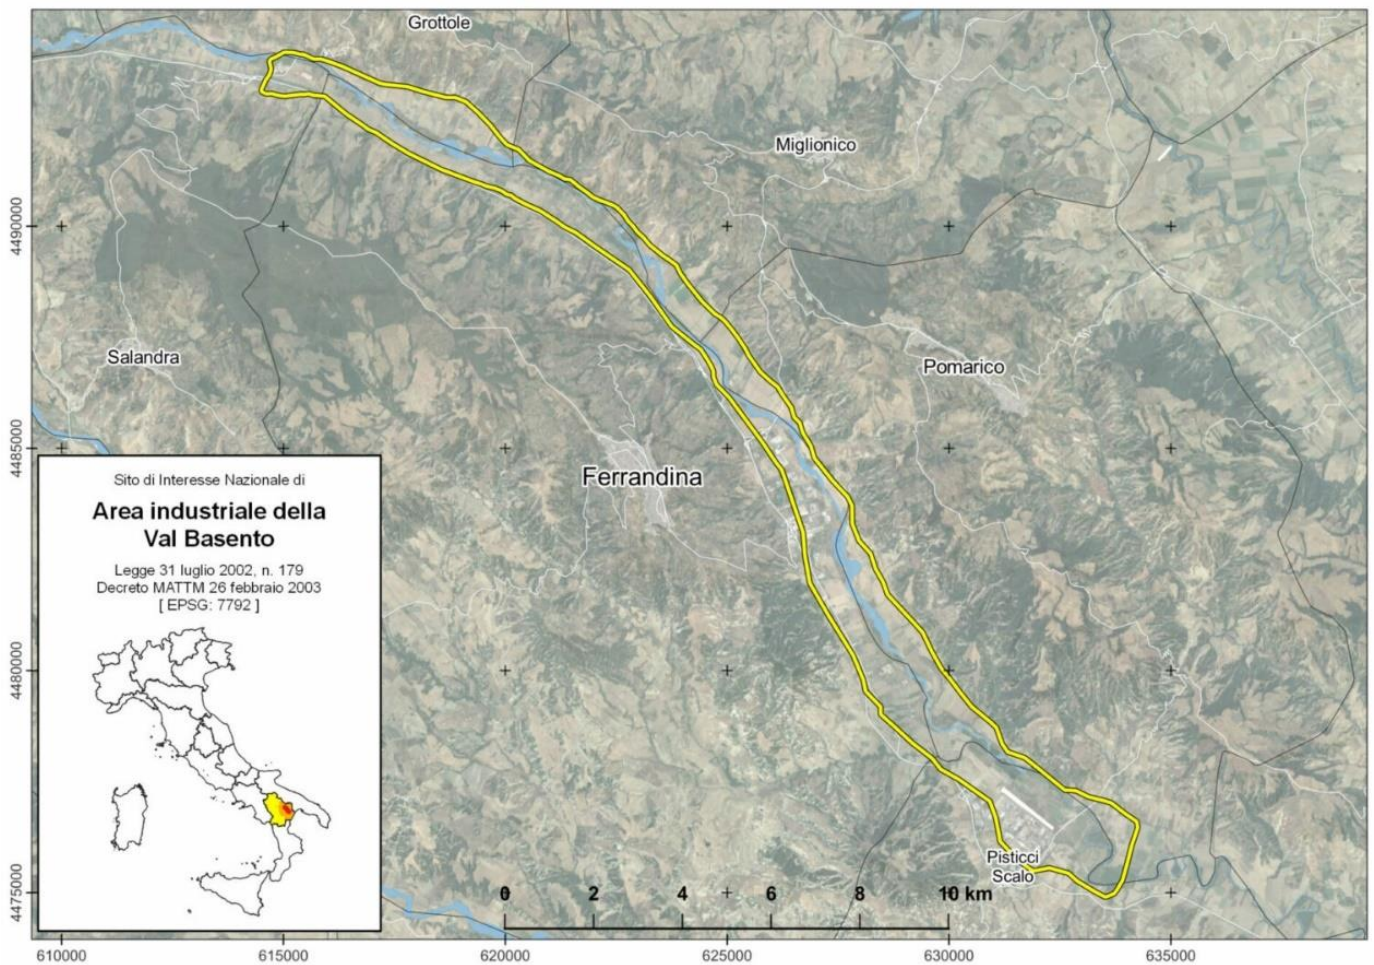 Grottole
Miglionico
4490000
Salandra
Pomarico
4485000
Ferrandina
Sito di Interesse Nazionale di
Area industriale della
Val Basento
Legge 31 luglio 2002, n. 179
Decreto MATTM 26 febbraio 2003
[ EPSG: 7792 ]
4480000
Pisticci
Scalo
4475000
0 2 4 6 8 10 km
610000 615000 620000 625000 630000 635000